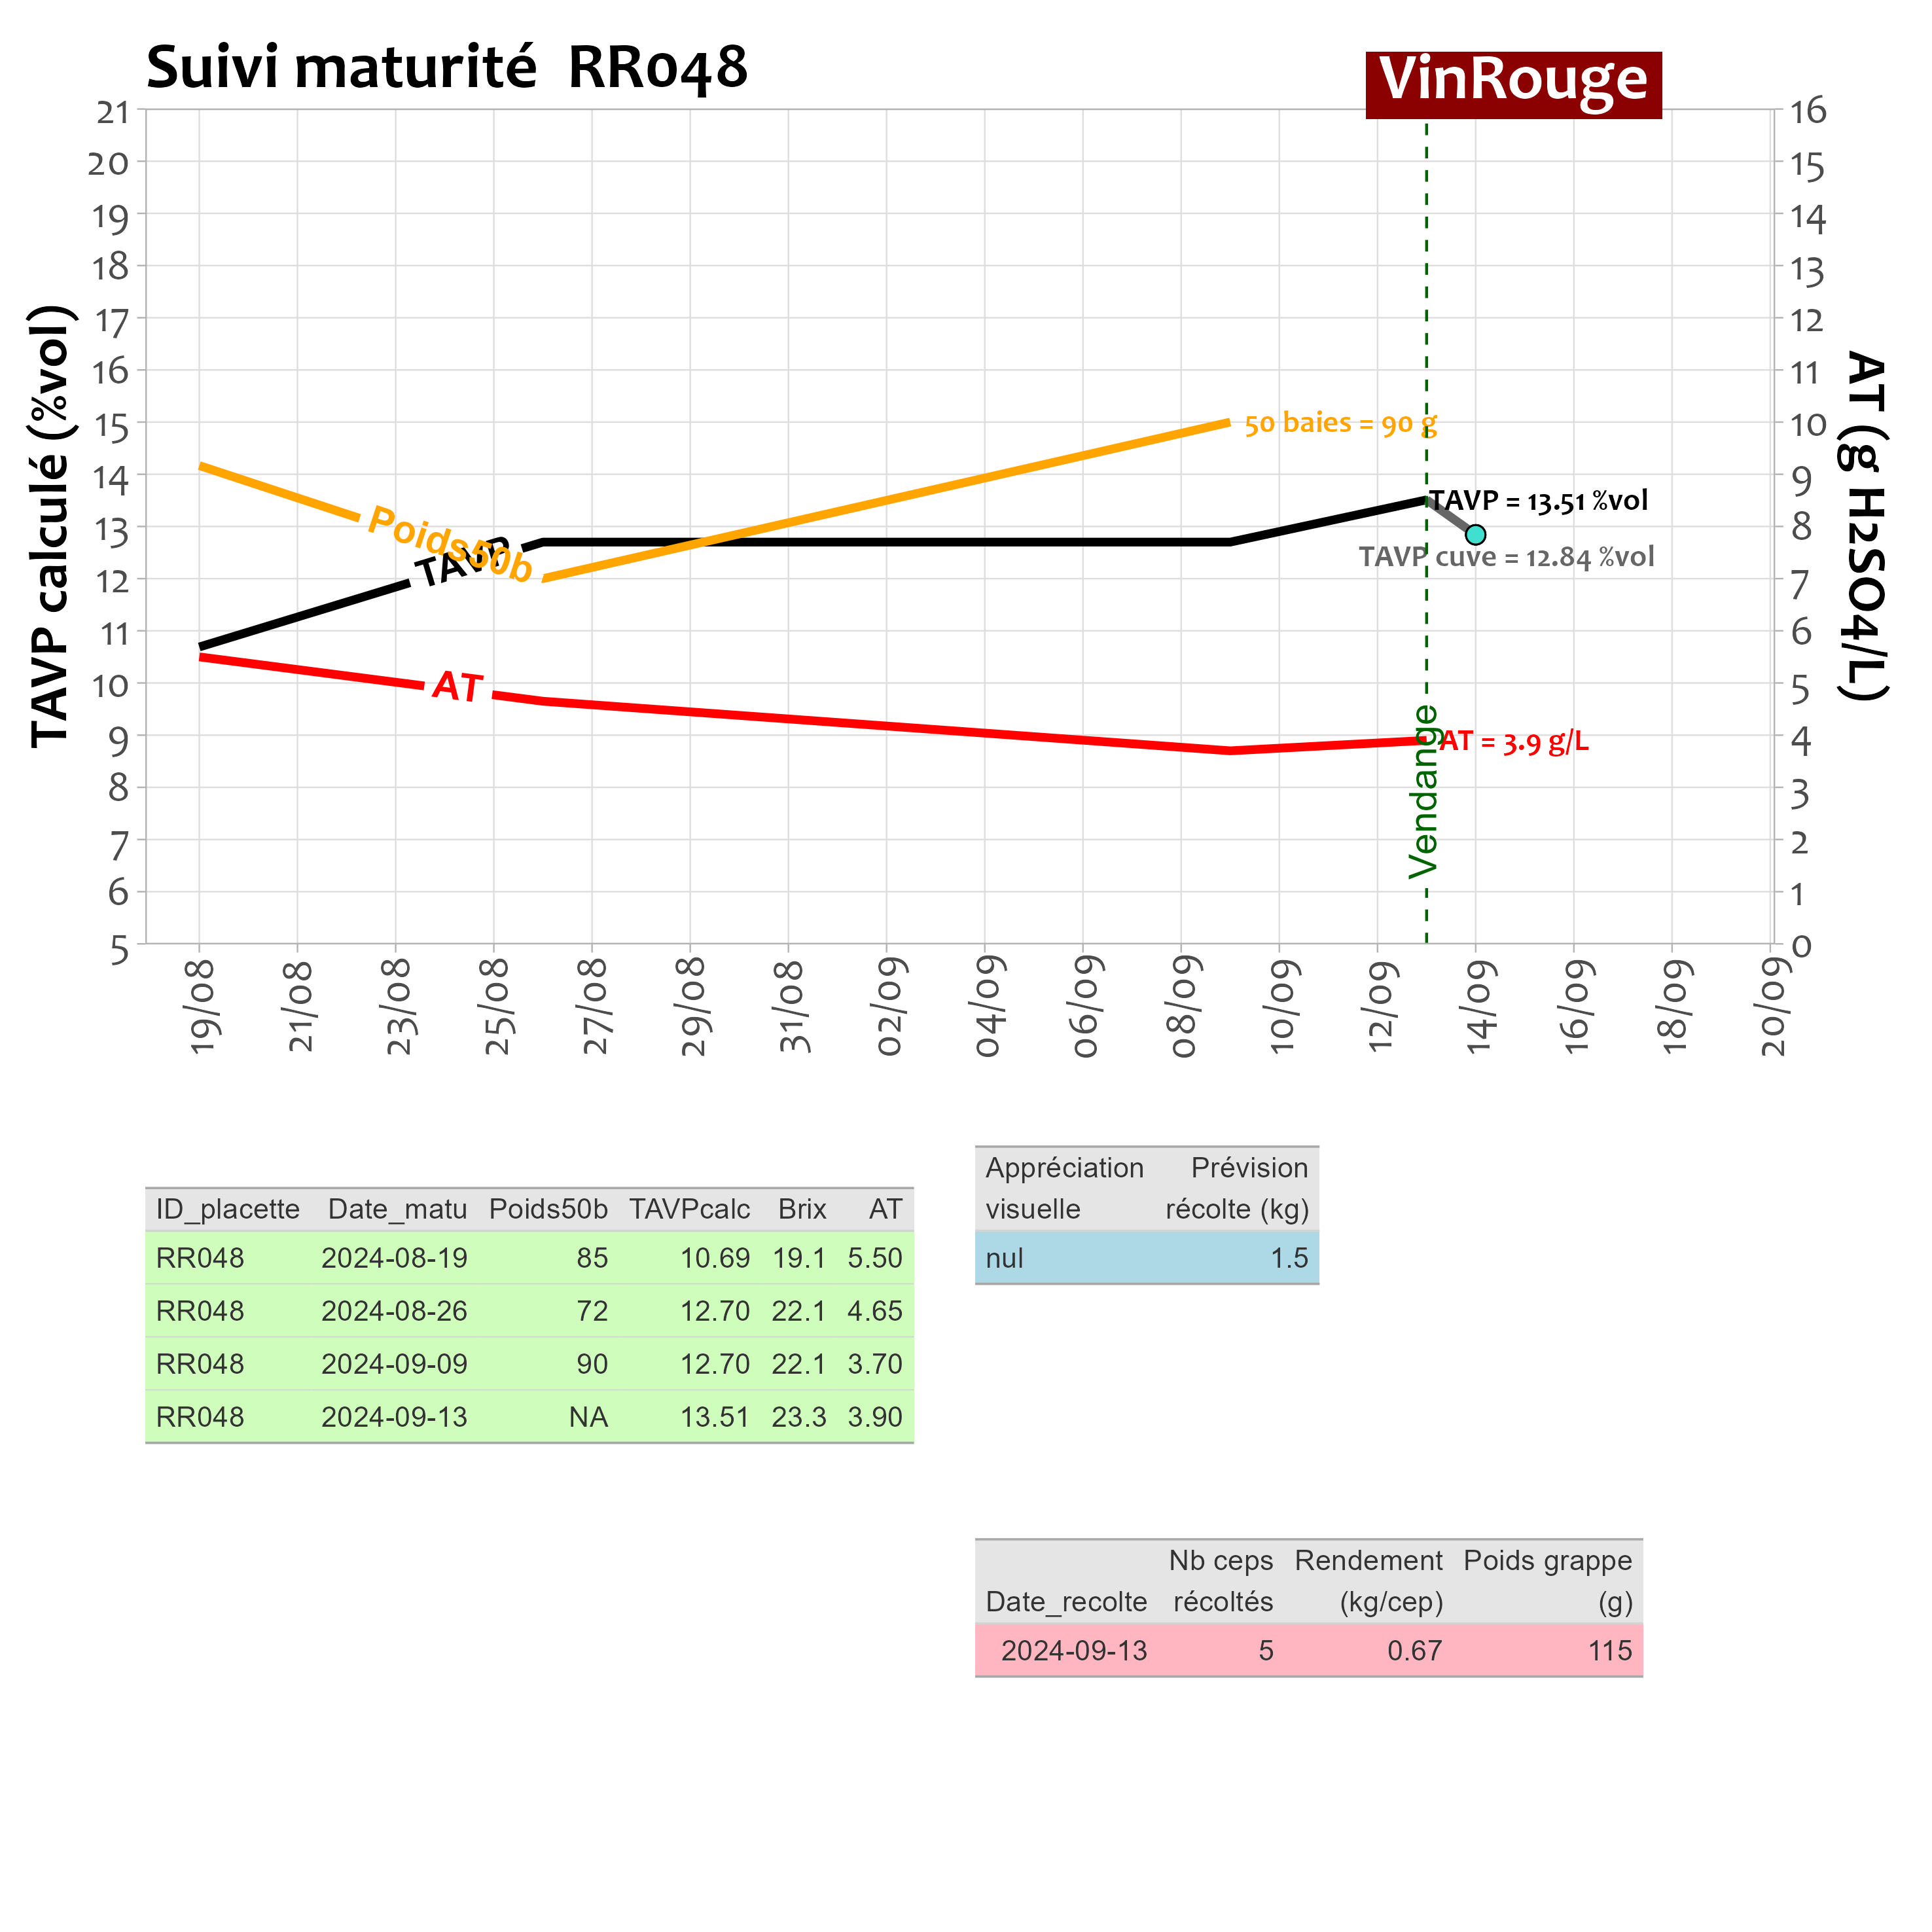 Suivi maturité  RR048
VinRouge
21
20
19
18
17
16
15
14
13
12
11
10
9
8
7
6
5
TAVP calculé (%vol)
16
15
14
13
12
11
10
9
8
7
6
5
4
3
2
1
0
AT (g H2SO4/L)
50 baies = 90 g
Poids50b
TAVP
TAVP = 13.51 %vol
TAVP cuve = 12.84 %vol
AT
AT = 3.9 g/L
Vendange
19/08
21/08
23/08
25/08
27/08
29/08
31/08
02/09
04/09
06/09
08/09
10/09
12/09
14/09
16/09
18/09
20/09
ID_placette Date_matu Poids50b TAVPcalc Brix AT
RR048 2024-08-19 85 10.69 19.1 5.50
RR048 2024-08-26 72 12.70 22.1 4.65
RR048 2024-09-09 90 12.70 22.1 3.70
RR048 2024-09-13 NA 13.51 23.3 3.90
Appréciation Prévision
visuelle récolte (kg)
nul 1.5
Nb ceps Rendement Poids grappe
Date_recolte récoltés (kg/cep) (g)
2024-09-13 5 0.67 115